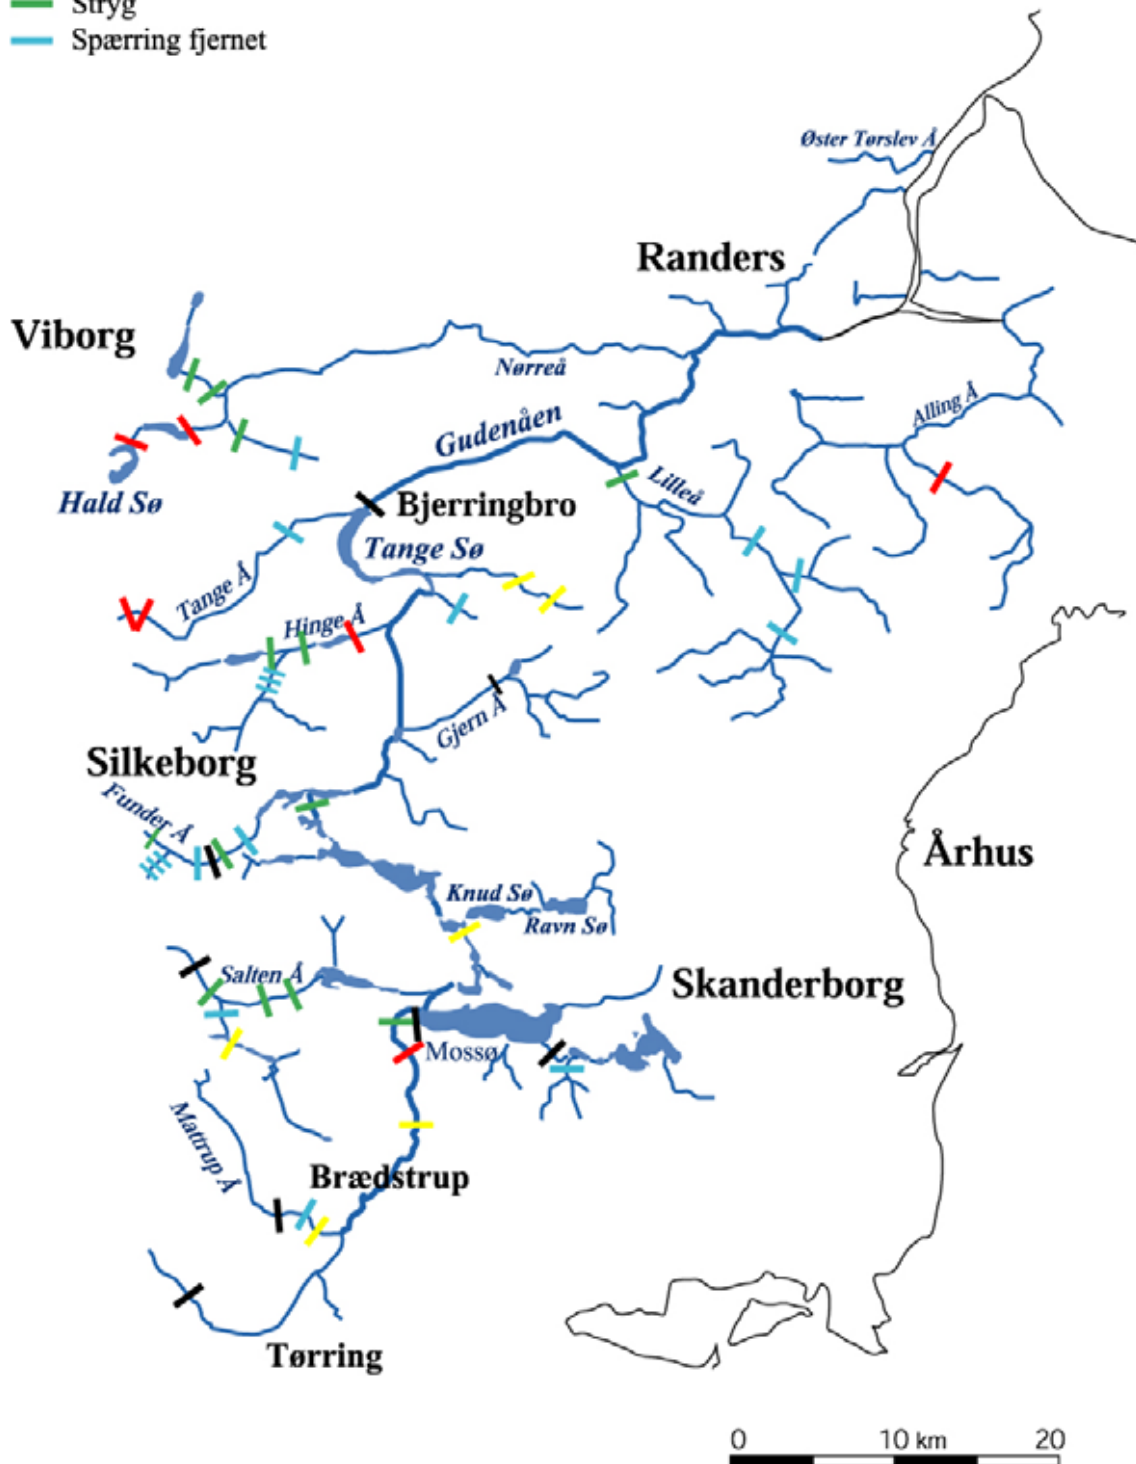 Stryg
Spærring fjernet
Øster Tørslev Å
Randers
Viborg
Nørreå
Alling Å
Gudenåen
Lilleå
Hald Sø
Bjerringbro
Tange Sø
Tange Å
Hinge Å
Gjern Å
Silkeborg
Funder Å
Århus
Knud Sø
Ravn Sø
Salten Å
Skanderborg
Mossø
Mattrup Å
Brædstrup
Tørring
0 10 km 20